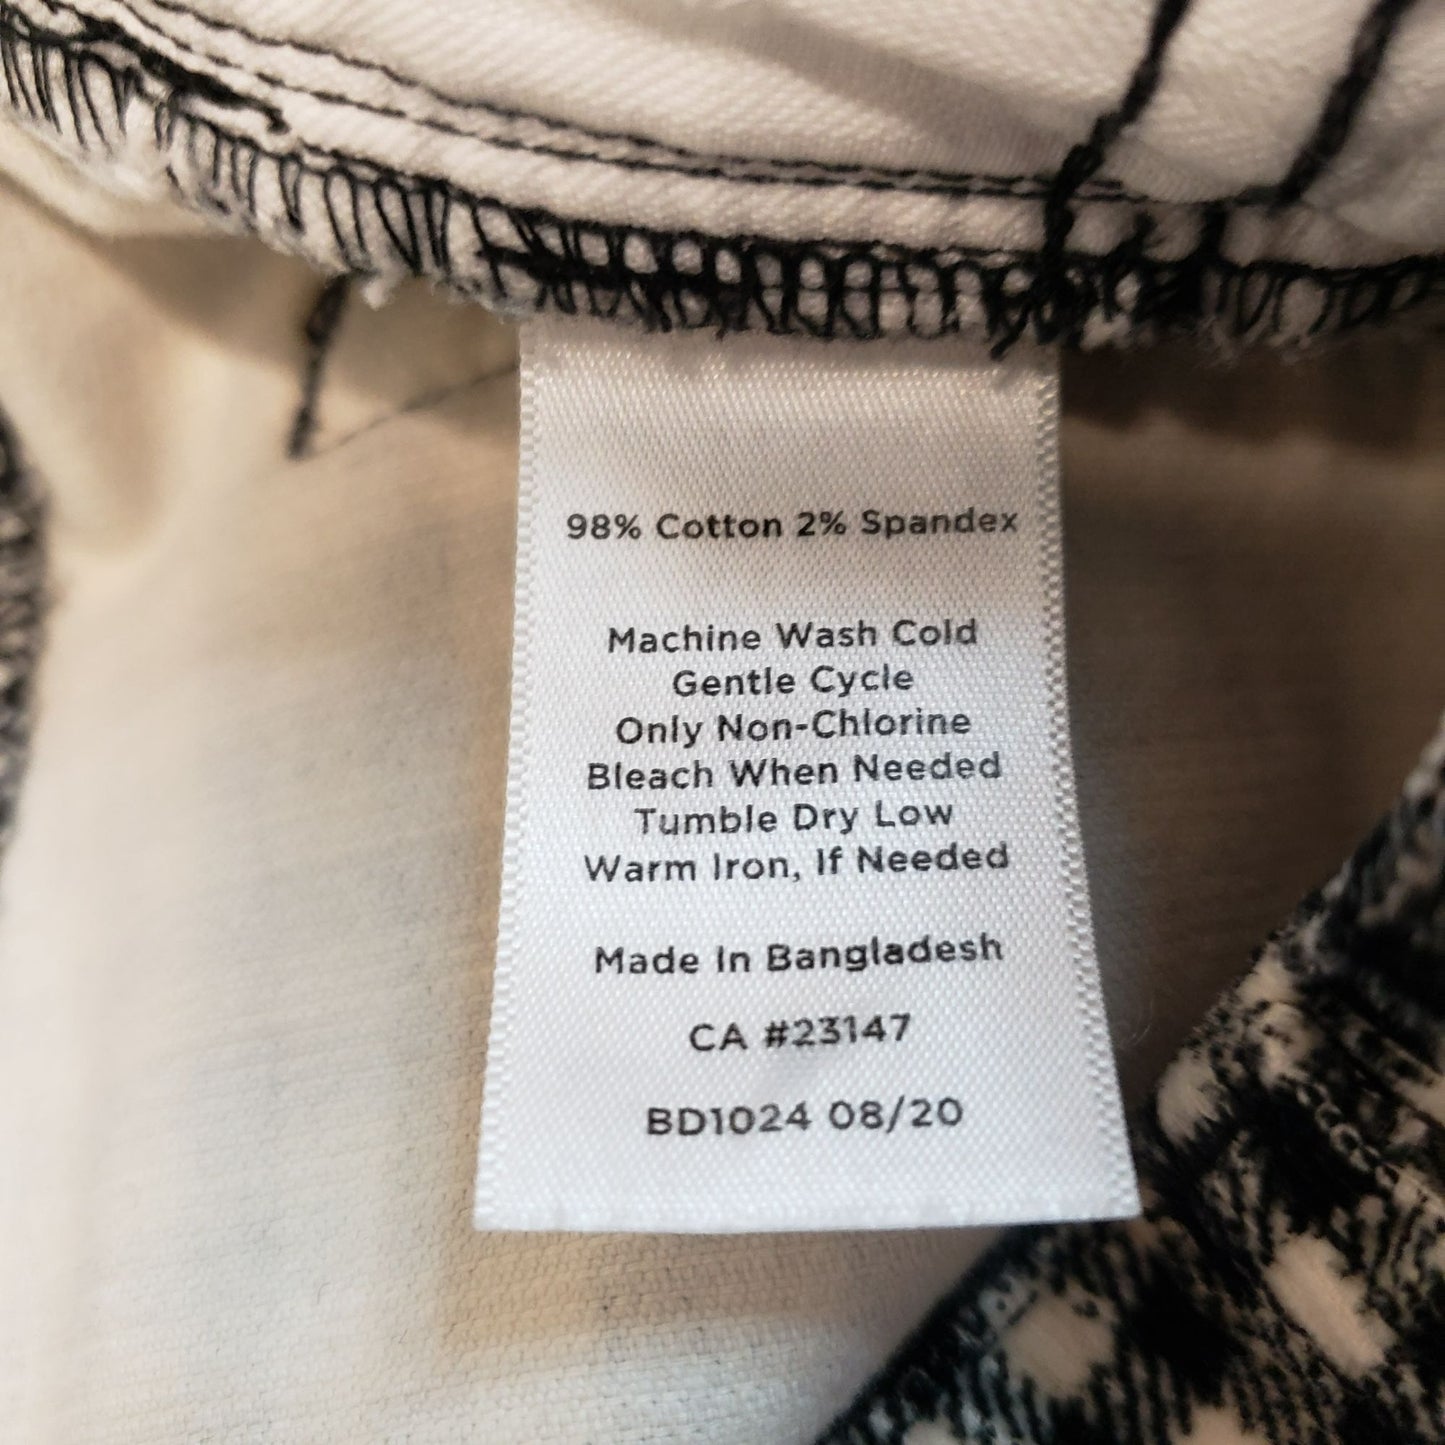 98% Cotton 2% Spandex
Machine Wash Cold
Gentle Cycle
Only Non-Chlorine
Bleach When Needed
Tumble Dry Low
Warm Iron, If Needed
Made In Bangladesh
CA #23147
BD1024 08/20